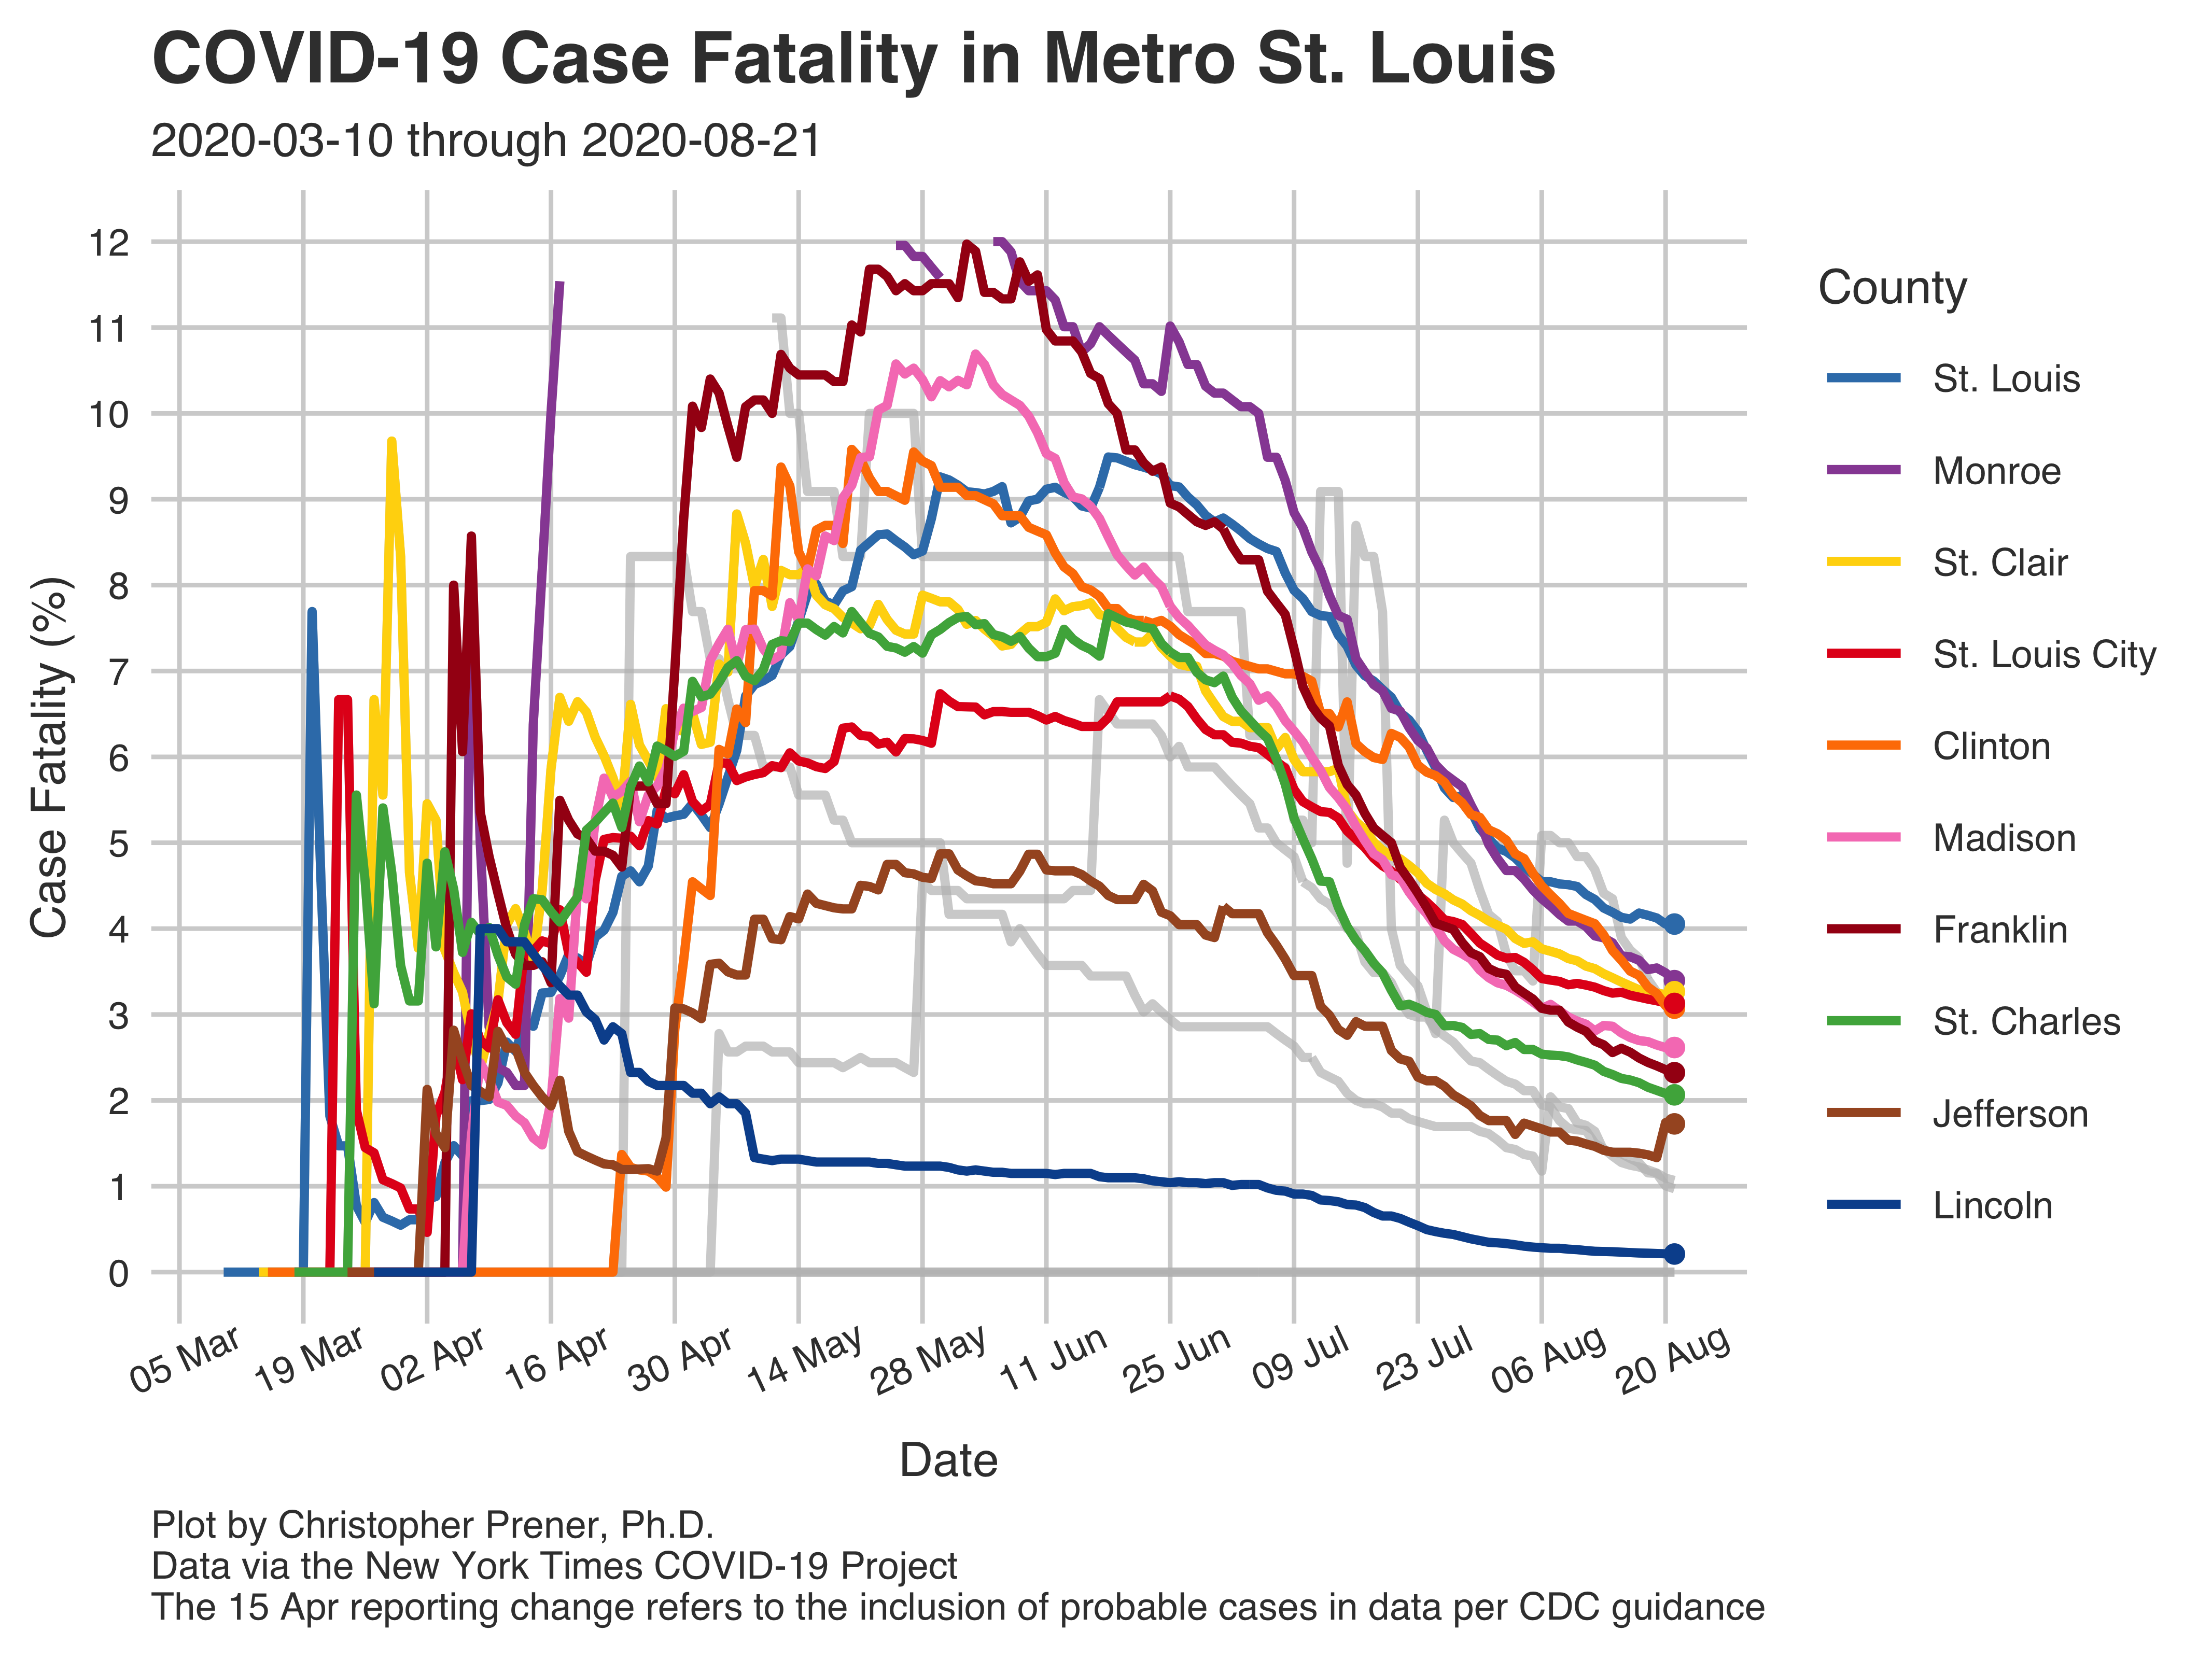 COVID-19 Case Fatality in Metro St. Louis
2020-03-10 through 2020-08-21
Case Fatality (%)
12
11
10
9
8
7
6
5
4
3
2
1
0
05 Mar
19 Mar
02 Apr
16 Apr
30 Apr
14 May
28 May
11 Jun
25 Jun
09 Jul
23 Jul
06 Aug
20 Aug
Date
County
St. Louis
Monroe
St. Clair
St. Louis City
Clinton
Madison
Franklin
St. Charles
Jefferson
Lincoln
Plot by Christopher Prener, Ph.D.
Data via the New York Times COVID-19 Project
The 15 Apr reporting change refers to the inclusion of probable cases in data per CDC guidance